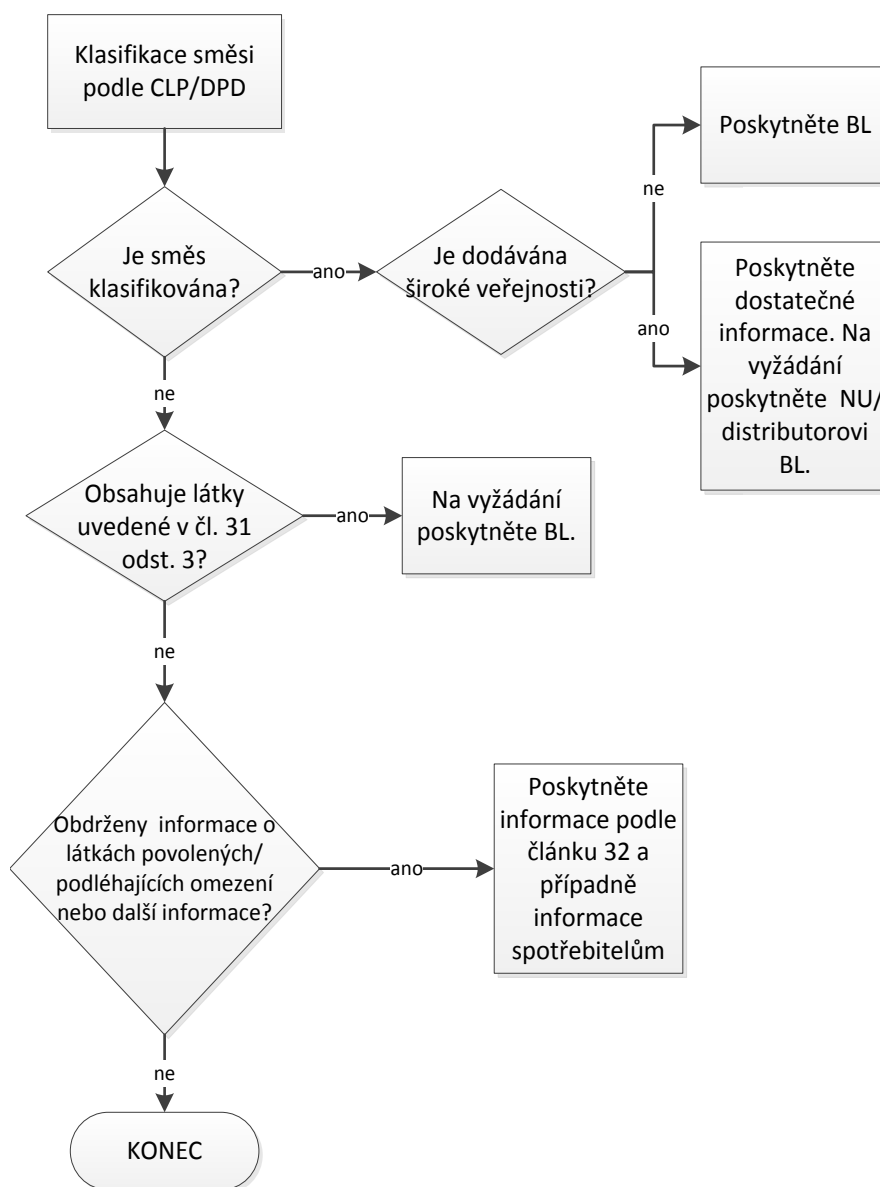 Klasifikace směsi
podle CLP/DPD
Poskytněte BL
ne
Je směs
klasifikována?
ano
Je dodávána
široké veřejnosti?
ano
Poskytněte
dostatečné
informace. Na
vyžádání
poskytněte NU/
distributorovi
BL.
ne
Obsahuje látky
uvedené v čl. 31
odst. 3?
ano
Na vyžádání
poskytněte BL.
ne
Obdrženy informace o
látkách povolených/
podléhajících omezení
nebo další informace?
ano
Poskytněte
informace podle
článku 32 a
případně
informace
spotřebitelům
ne
KONEC